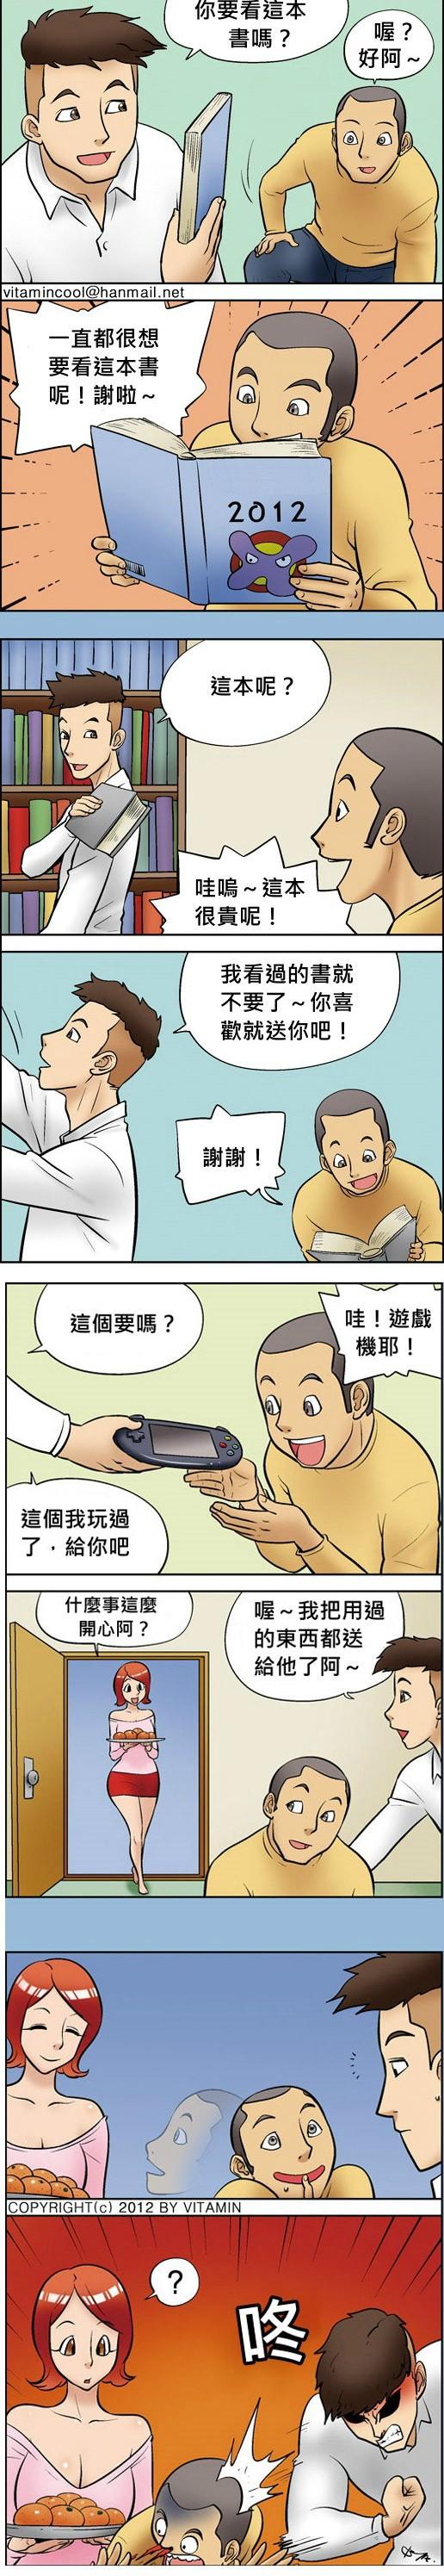 你要看這本
書嗎？
喔？
好阿～
vitamincool@hanmail.net
一直都很想
要看這本書
呢！謝啦～
2012
這本呢？
哇嗚～這本
很貴呢！
我看過的書就
不要了～你喜
歡就送你吧！
謝謝！
這個要嗎？
哇！遊戲
機耶！
這個我玩過
了，給你吧
什麼事這麼
開心阿？
喔～我把用過
的東西都送
給他了阿～
COPYRIGHT(c) 2012 BY VITAMIN
？
咚